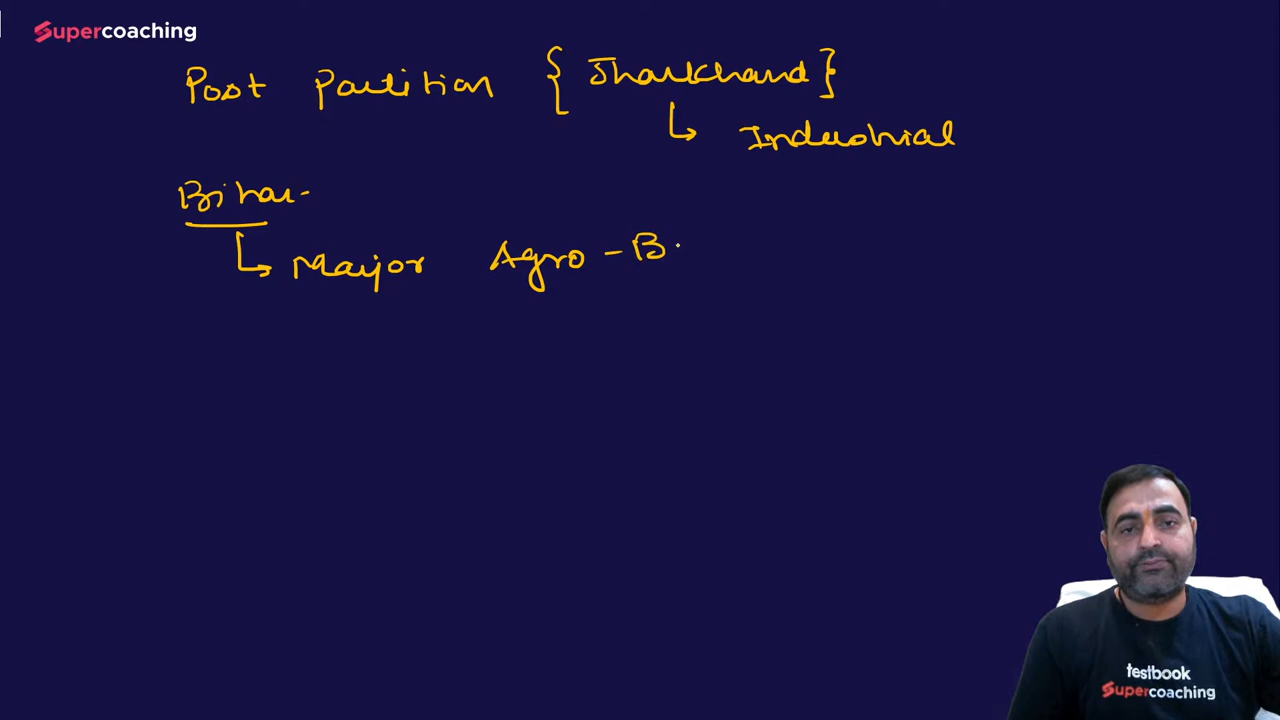 Supercoaching
Post Partition { Jharkhand }
Industrial
Bihar
Major Agro - B
testbook
Supercoaching